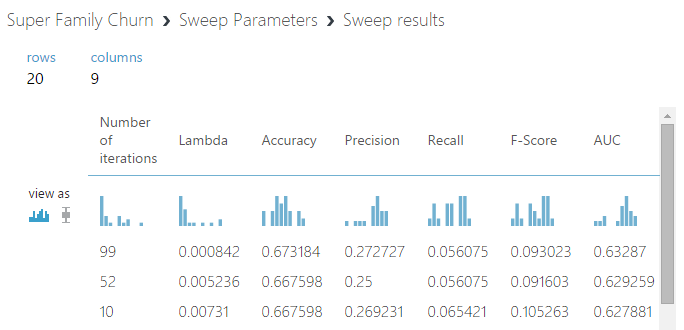 Super Family Churn › Sweep Parameters › Sweep results
rows columns
20 9
Number of iterations Lambda Accuracy Precision Recall F-Score AUC
view as
99 0.000842 0.673184 0.272727 0.056075 0.093023 0.63287
52 0.005236 0.667598 0.25 0.056075 0.091603 0.629259
10 0.00731 0.667598 0.269231 0.065421 0.105263 0.627881